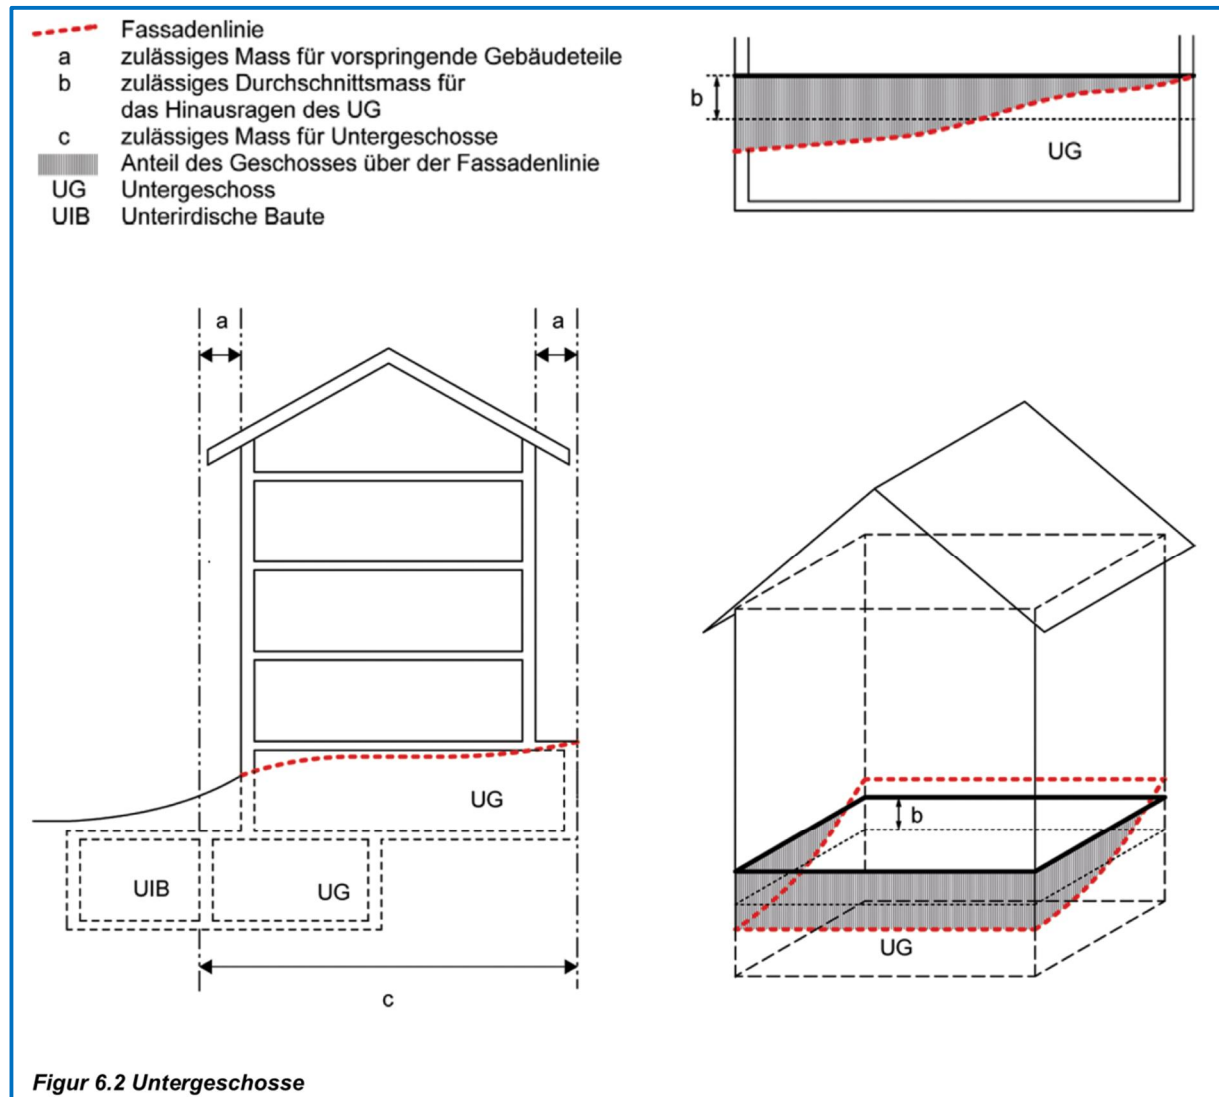 Fassadenlinie
a zulässiges Mass für vorspringende Gebäudeteile
b zulässiges Durchschnittsmass für
das Hinausragen des UG
c zulässiges Mass für Untergeschosse
Anteil des Geschosses über der Fassadenlinie
UG Untergeschoss
UIB Unterirdische Baute
b
UG
a
a
UG
UIB
UG
c
b
UG
Figur 6.2 Untergeschosse